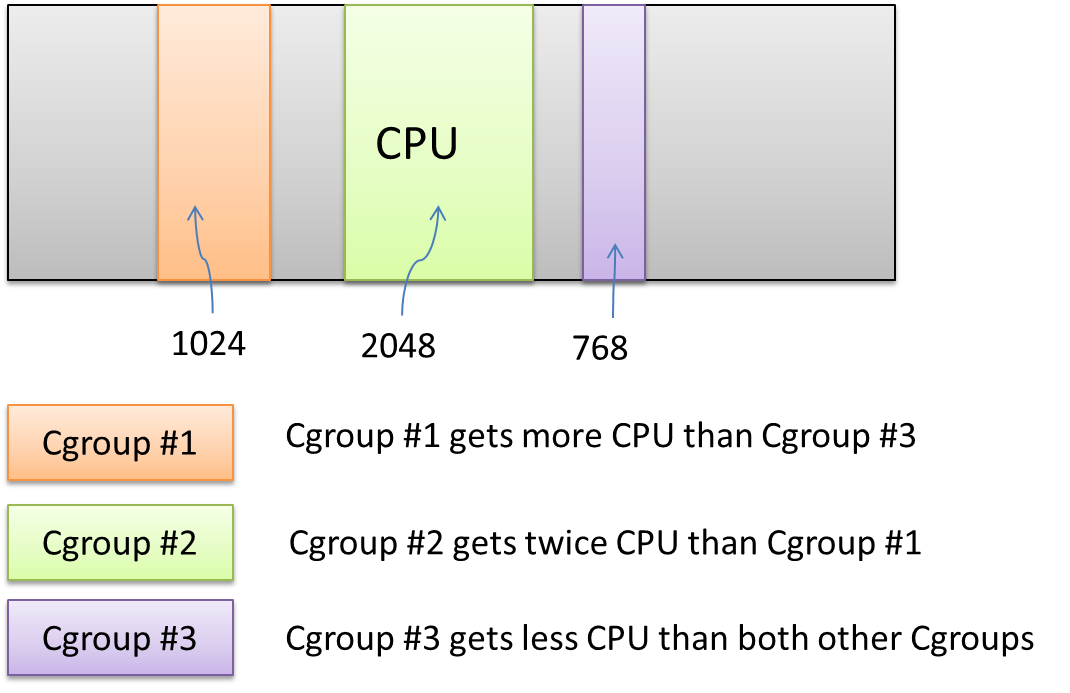 CPU
1024
2048
768
Cgroup #1
Cgroup #1 gets more CPU than Cgroup #3
Cgroup #2
Cgroup #2 gets twice CPU than Cgroup #1
Cgroup #3
Cgroup #3 gets less CPU than both other Cgroups